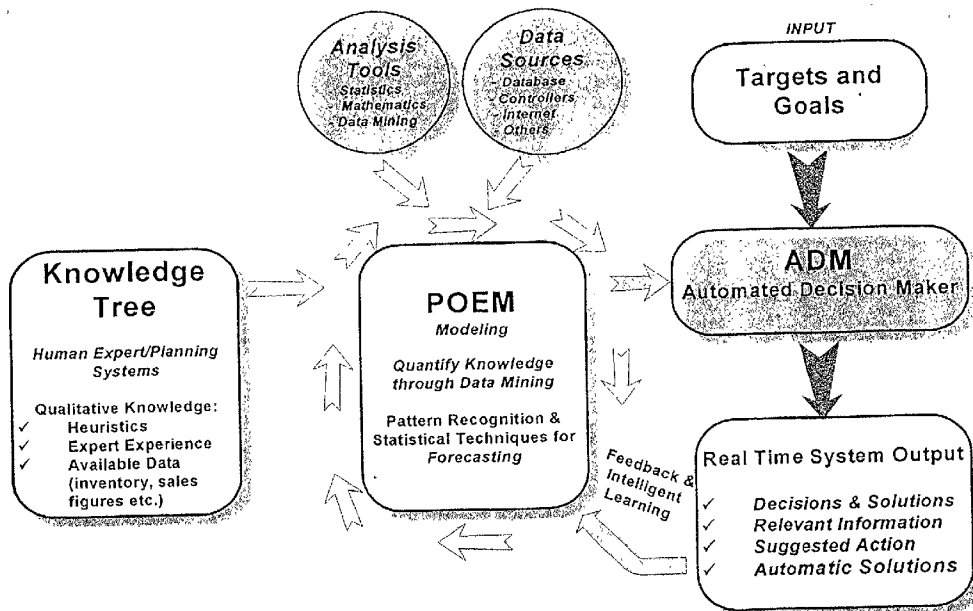 Analysis
Tools
Statistics
- Mathematics
- Data Mining
Data
Sources
- Database
- Controllers
- Internet
Others
INPUT
Targets and
Goals
Knowledge
Tree
Human Expert/Planning
Systems
Qualitative Knowledge:
✓ Heuristics
✓ Expert Experience
✓ Available Data
(inventory, sales
figures etc.)
POEM
Modeling
Quantify Knowledge
through Data Mining
Pattern Recognition &
Statistical Techniques for
Forecasting
ADM
Automated Decision Maker
Feedback &
Intelligent
Learning
Real Time System Output
✓ Decisions & Solutions
✓ Relevant Information
✓ Suggested Action
✓ Automatic Solutions